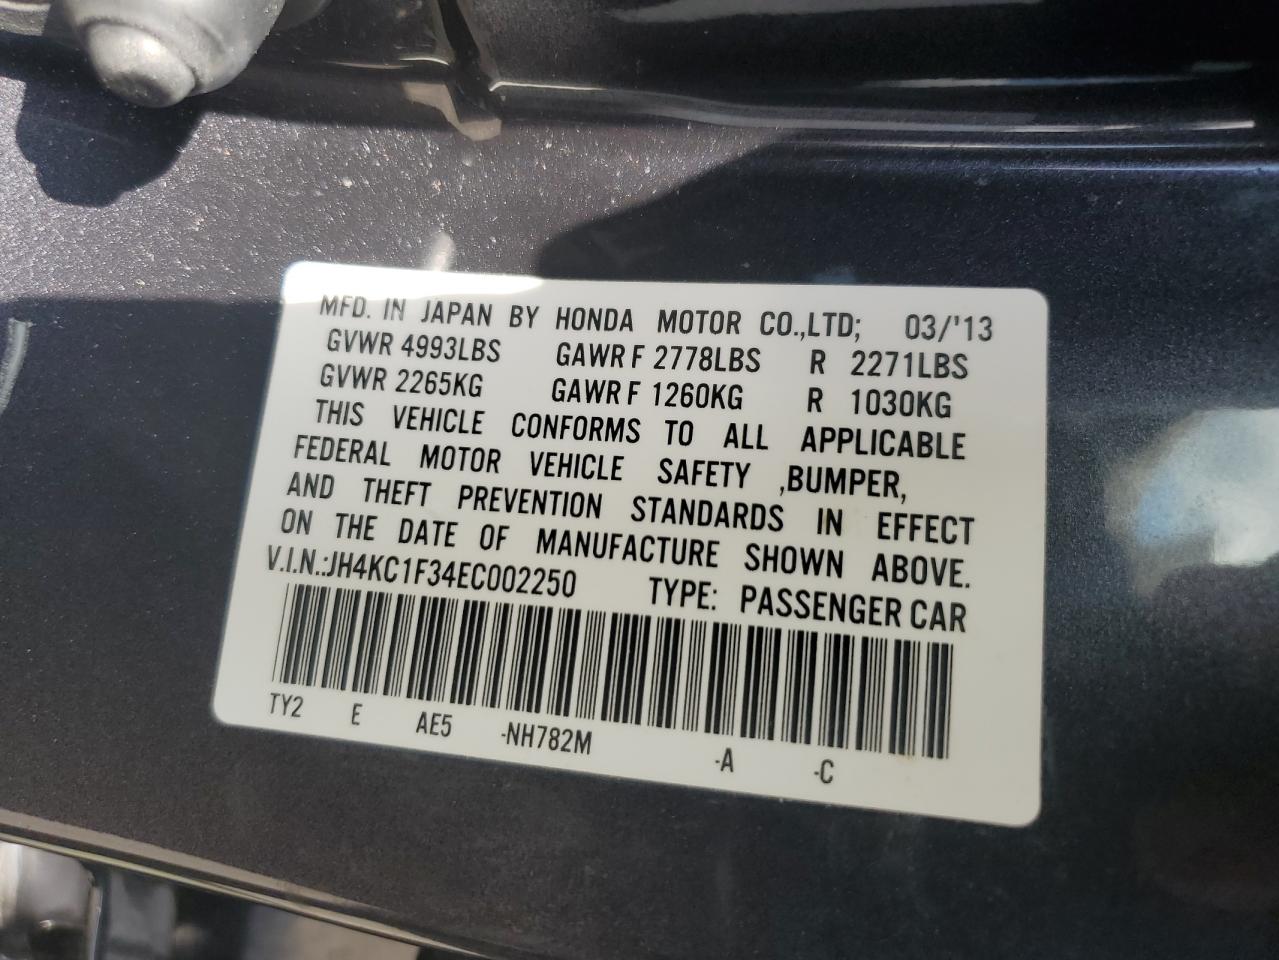 MFD. IN JAPAN BY HONDA MOTOR CO.,LTD; 03/'13
GVWR 4993LBS GAWR F 2778LBS R 2271LBS
GVWR 2265KG GAWR F 1260KG R 1030KG
THIS VEHICLE CONFORMS TO ALL APPLICABLE
FEDERAL MOTOR VEHICLE SAFETY ,BUMPER,
AND THEFT PREVENTION STANDARDS IN EFFECT
ON THE DATE OF MANUFACTURE SHOWN ABOVE.
V.I.N.:JH4KC1F34EC002250 TYPE: PASSENGER CAR
TY2 E AE5 -NH782M -A -C